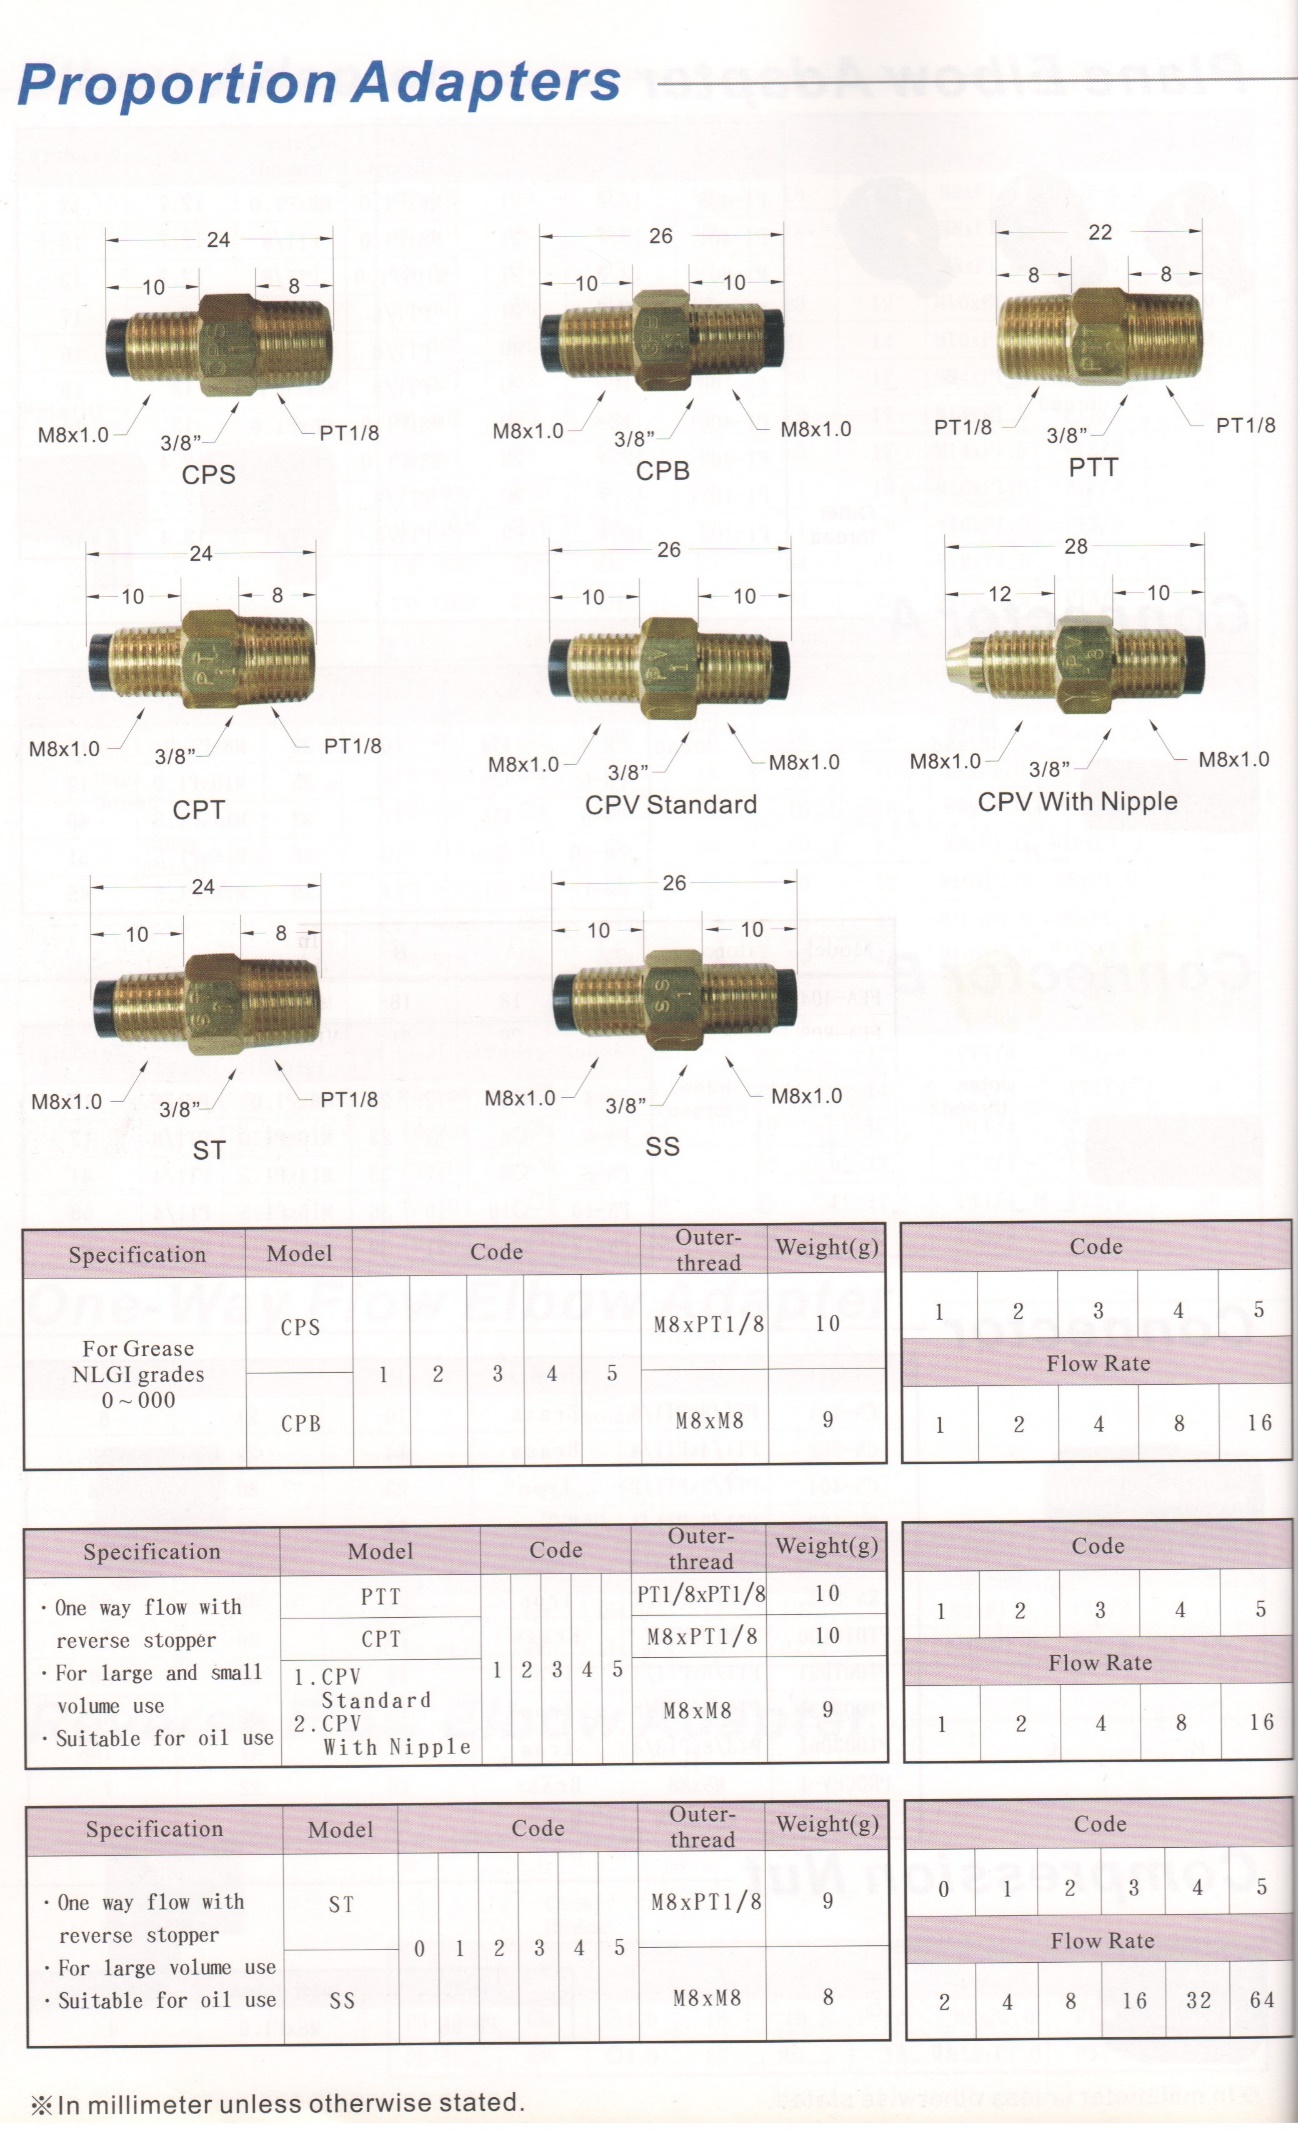 Proportion Adapters
24
10 8
M8x1.0 3/8” PT1/8
CPS
26
10 10
M8x1.0 3/8” M8x1.0
CPB
22
8 8
PT1/8 3/8” PT1/8
PTT
24
10 8
M8x1.0 3/8” PT1/8
CPT
26
10 10
M8x1.0 3/8” M8x1.0
CPV Standard
28
12 10
M8x1.0 3/8” M8x1.0
CPV With Nipple
24
10 8
M8x1.0 3/8” PT1/8
ST
26
10 10
M8x1.0 3/8” M8x1.0
SS
Specification Model Code Outer-thread Weight(g)
For Grease
NLGI grades
0~000
CPS
CPB
1 2 3 4 5
M8xPT1/8 10
M8xM8 9
Code
1 2 3 4 5
Flow Rate
1 2 4 8 16
Specification Model Code Outer-thread Weight(g)
· One way flow with
reverse stopper
· For large and small
volume use
· Suitable for oil use
PTT
CPT
1.CPV
Standard
2.CPV
With Nipple
1 2 3 4 5
PT1/8xPT1/8 10
M8xPT1/8 10
M8xM8 9
Code
1 2 3 4 5
Flow Rate
1 2 4 8 16
Specification Model Code Outer-thread Weight(g)
· One way flow with
reverse stopper
· For large volume use
· Suitable for oil use
ST
SS
0 1 2 3 4 5
M8xPT1/8 9
M8xM8 8
Code
0 1 2 3 4 5
Flow Rate
2 4 8 16 32 64
※In millimeter unless otherwise stated.